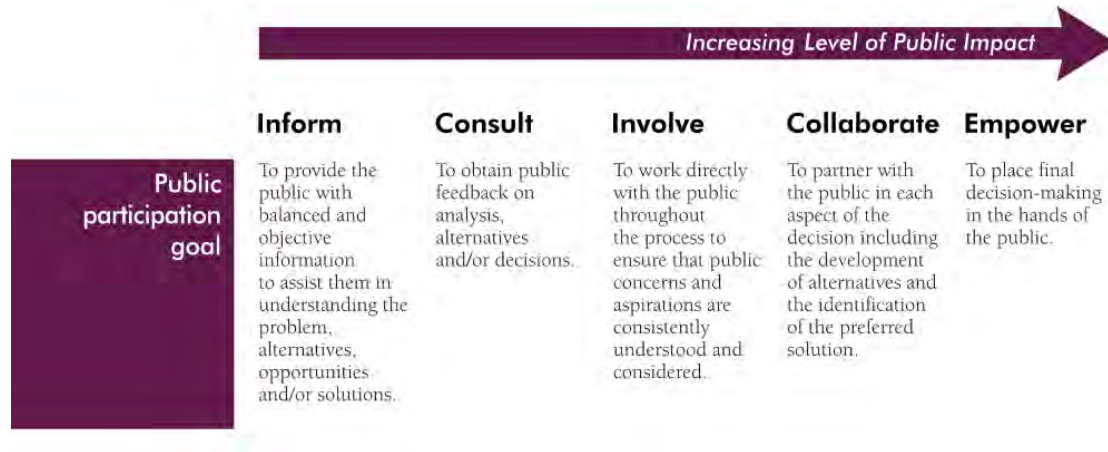 Increasing Level of Public Impact
Public
participation
goal
Inform
To provide the
public with
balanced and
objective
information
to assist them in
understanding the
problem,
alternatives,
opportunities
and/or solutions.
Consult
To obtain public
feedback on
analysis,
alternatives
and/or decisions.
Involve
To work directly
with the public
throughout
the process to
ensure that public
concerns and
aspirations are
consistently
understood and
considered.
Collaborate
To partner with
the public in each
aspect of the
decision including
the development
of alternatives and
the identification
of the preferred
solution.
Empower
To place final
decision-making
in the hands of
the public.